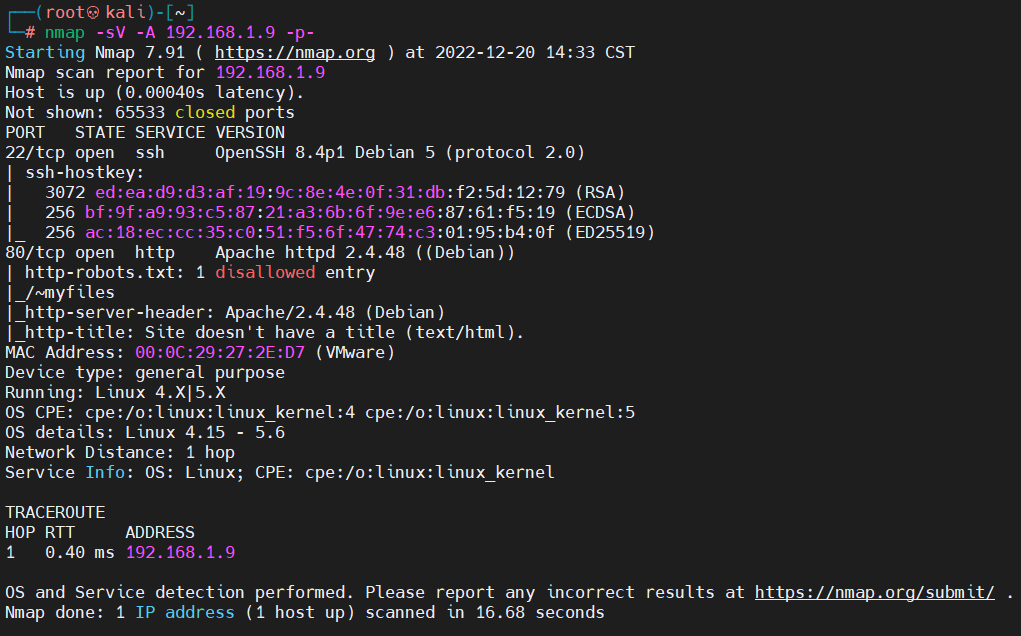 ┌──(root💀kali)-[~]
└─# nmap -sV -A 192.168.1.9 -p-
Starting Nmap 7.91 ( https://nmap.org ) at 2022-12-20 14:33 CST
Nmap scan report for 192.168.1.9
Host is up (0.00040s latency).
Not shown: 65533 closed ports
PORT   STATE SERVICE VERSION
22/tcp open  ssh     OpenSSH 8.4p1 Debian 5 (protocol 2.0)
| ssh-hostkey:
|   3072 ed:ea:d9:d3:af:19:9c:8e:4e:0f:31:db:f2:5d:12:79 (RSA)
|   256 bf:9f:a9:93:c5:87:21:a3:6b:6f:9e:e6:87:61:f5:19 (ECDSA)
|_  256 ac:18:ec:cc:35:c0:51:f5:6f:47:74:c3:01:95:b4:0f (ED25519)
80/tcp open  http    Apache httpd 2.4.48 ((Debian))
| http-robots.txt: 1 disallowed entry
|_/~myfiles
|_http-server-header: Apache/2.4.48 (Debian)
|_http-title: Site doesn't have a title (text/html).
MAC Address: 00:0C:29:27:2E:D7 (VMware)
Device type: general purpose
Running: Linux 4.X|5.X
OS CPE: cpe:/o:linux:linux_kernel:4 cpe:/o:linux:linux_kernel:5
OS details: Linux 4.15 - 5.6
Network Distance: 1 hop
Service Info: OS: Linux; CPE: cpe:/o:linux:linux_kernel

TRACEROUTE
HOP RTT     ADDRESS
1   0.40 ms 192.168.1.9

OS and Service detection performed. Please report any incorrect results at https://nmap.org/submit/ .
Nmap done: 1 IP address (1 host up) scanned in 16.68 seconds